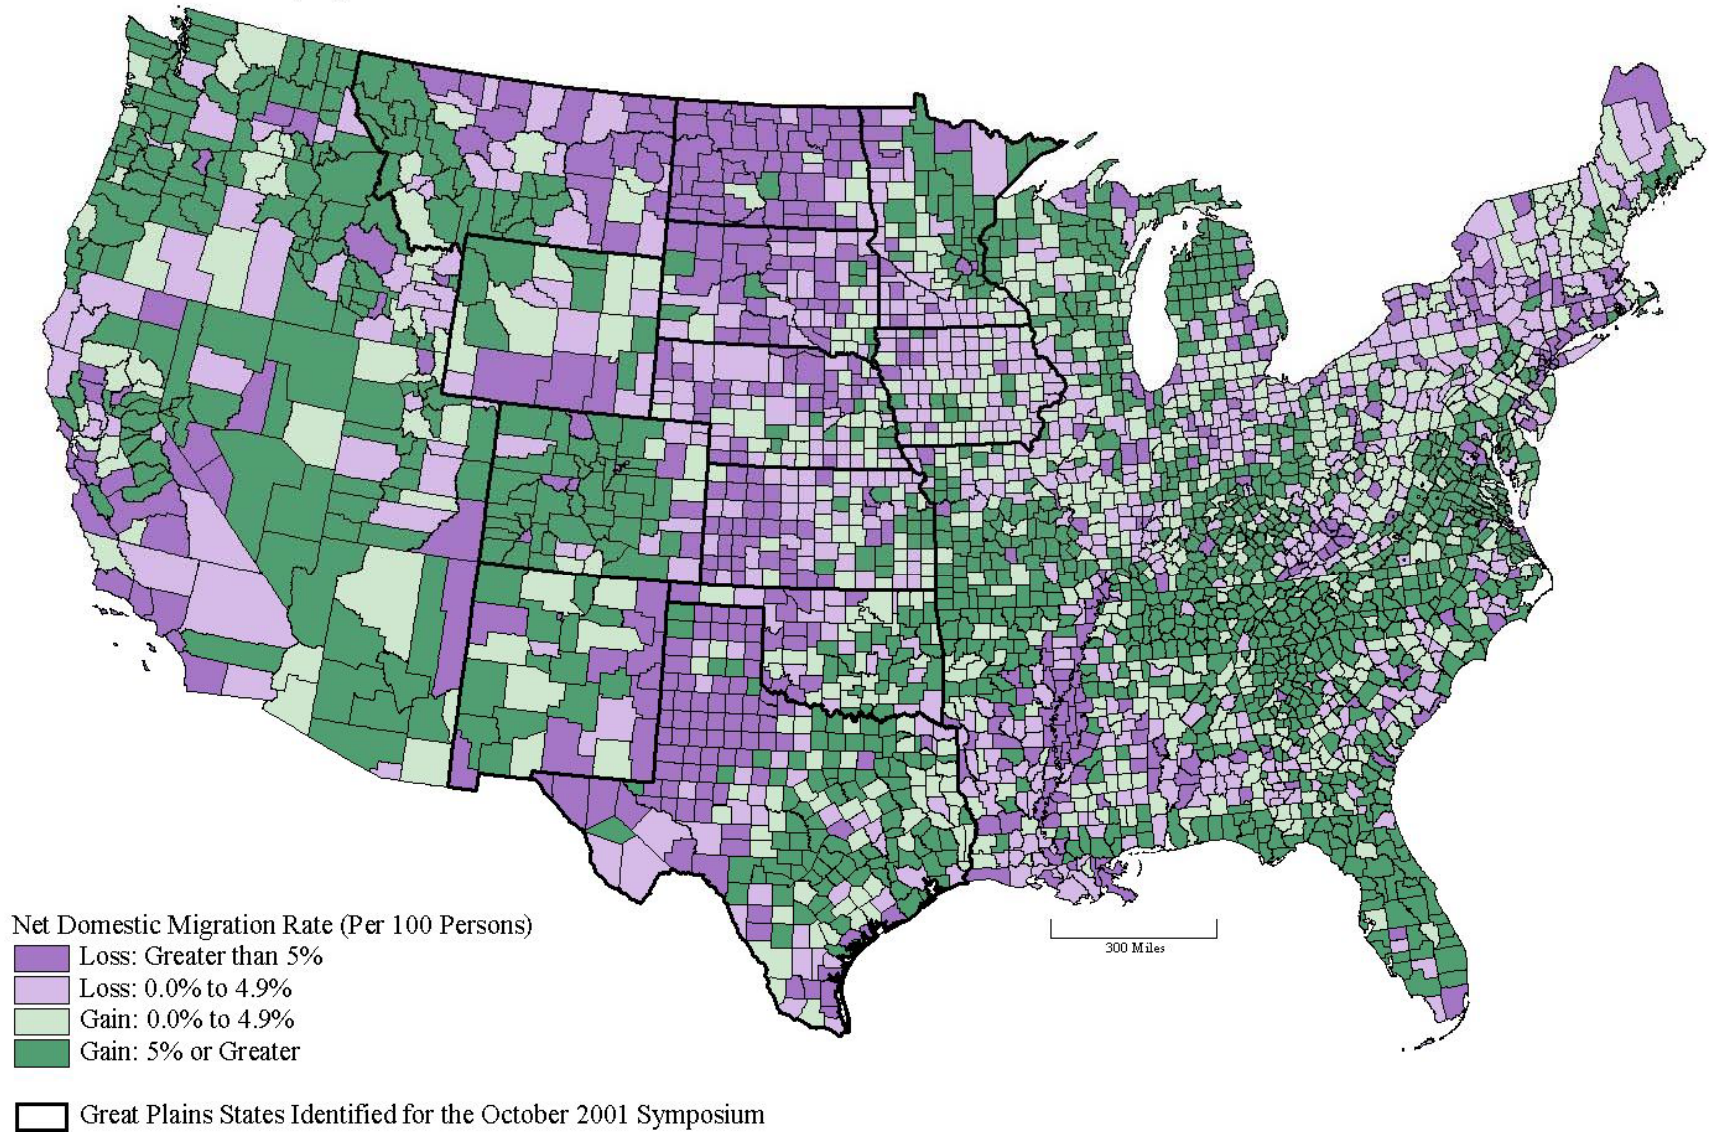 300 Miles
Net Domestic Migration Rate (Per 100 Persons)
Loss: Greater than 5%
Loss: 0.0% to 4.9%
Gain: 0.0% to 4.9%
Gain: 5% or Greater
Great Plains States Identified for the October 2001 Symposium